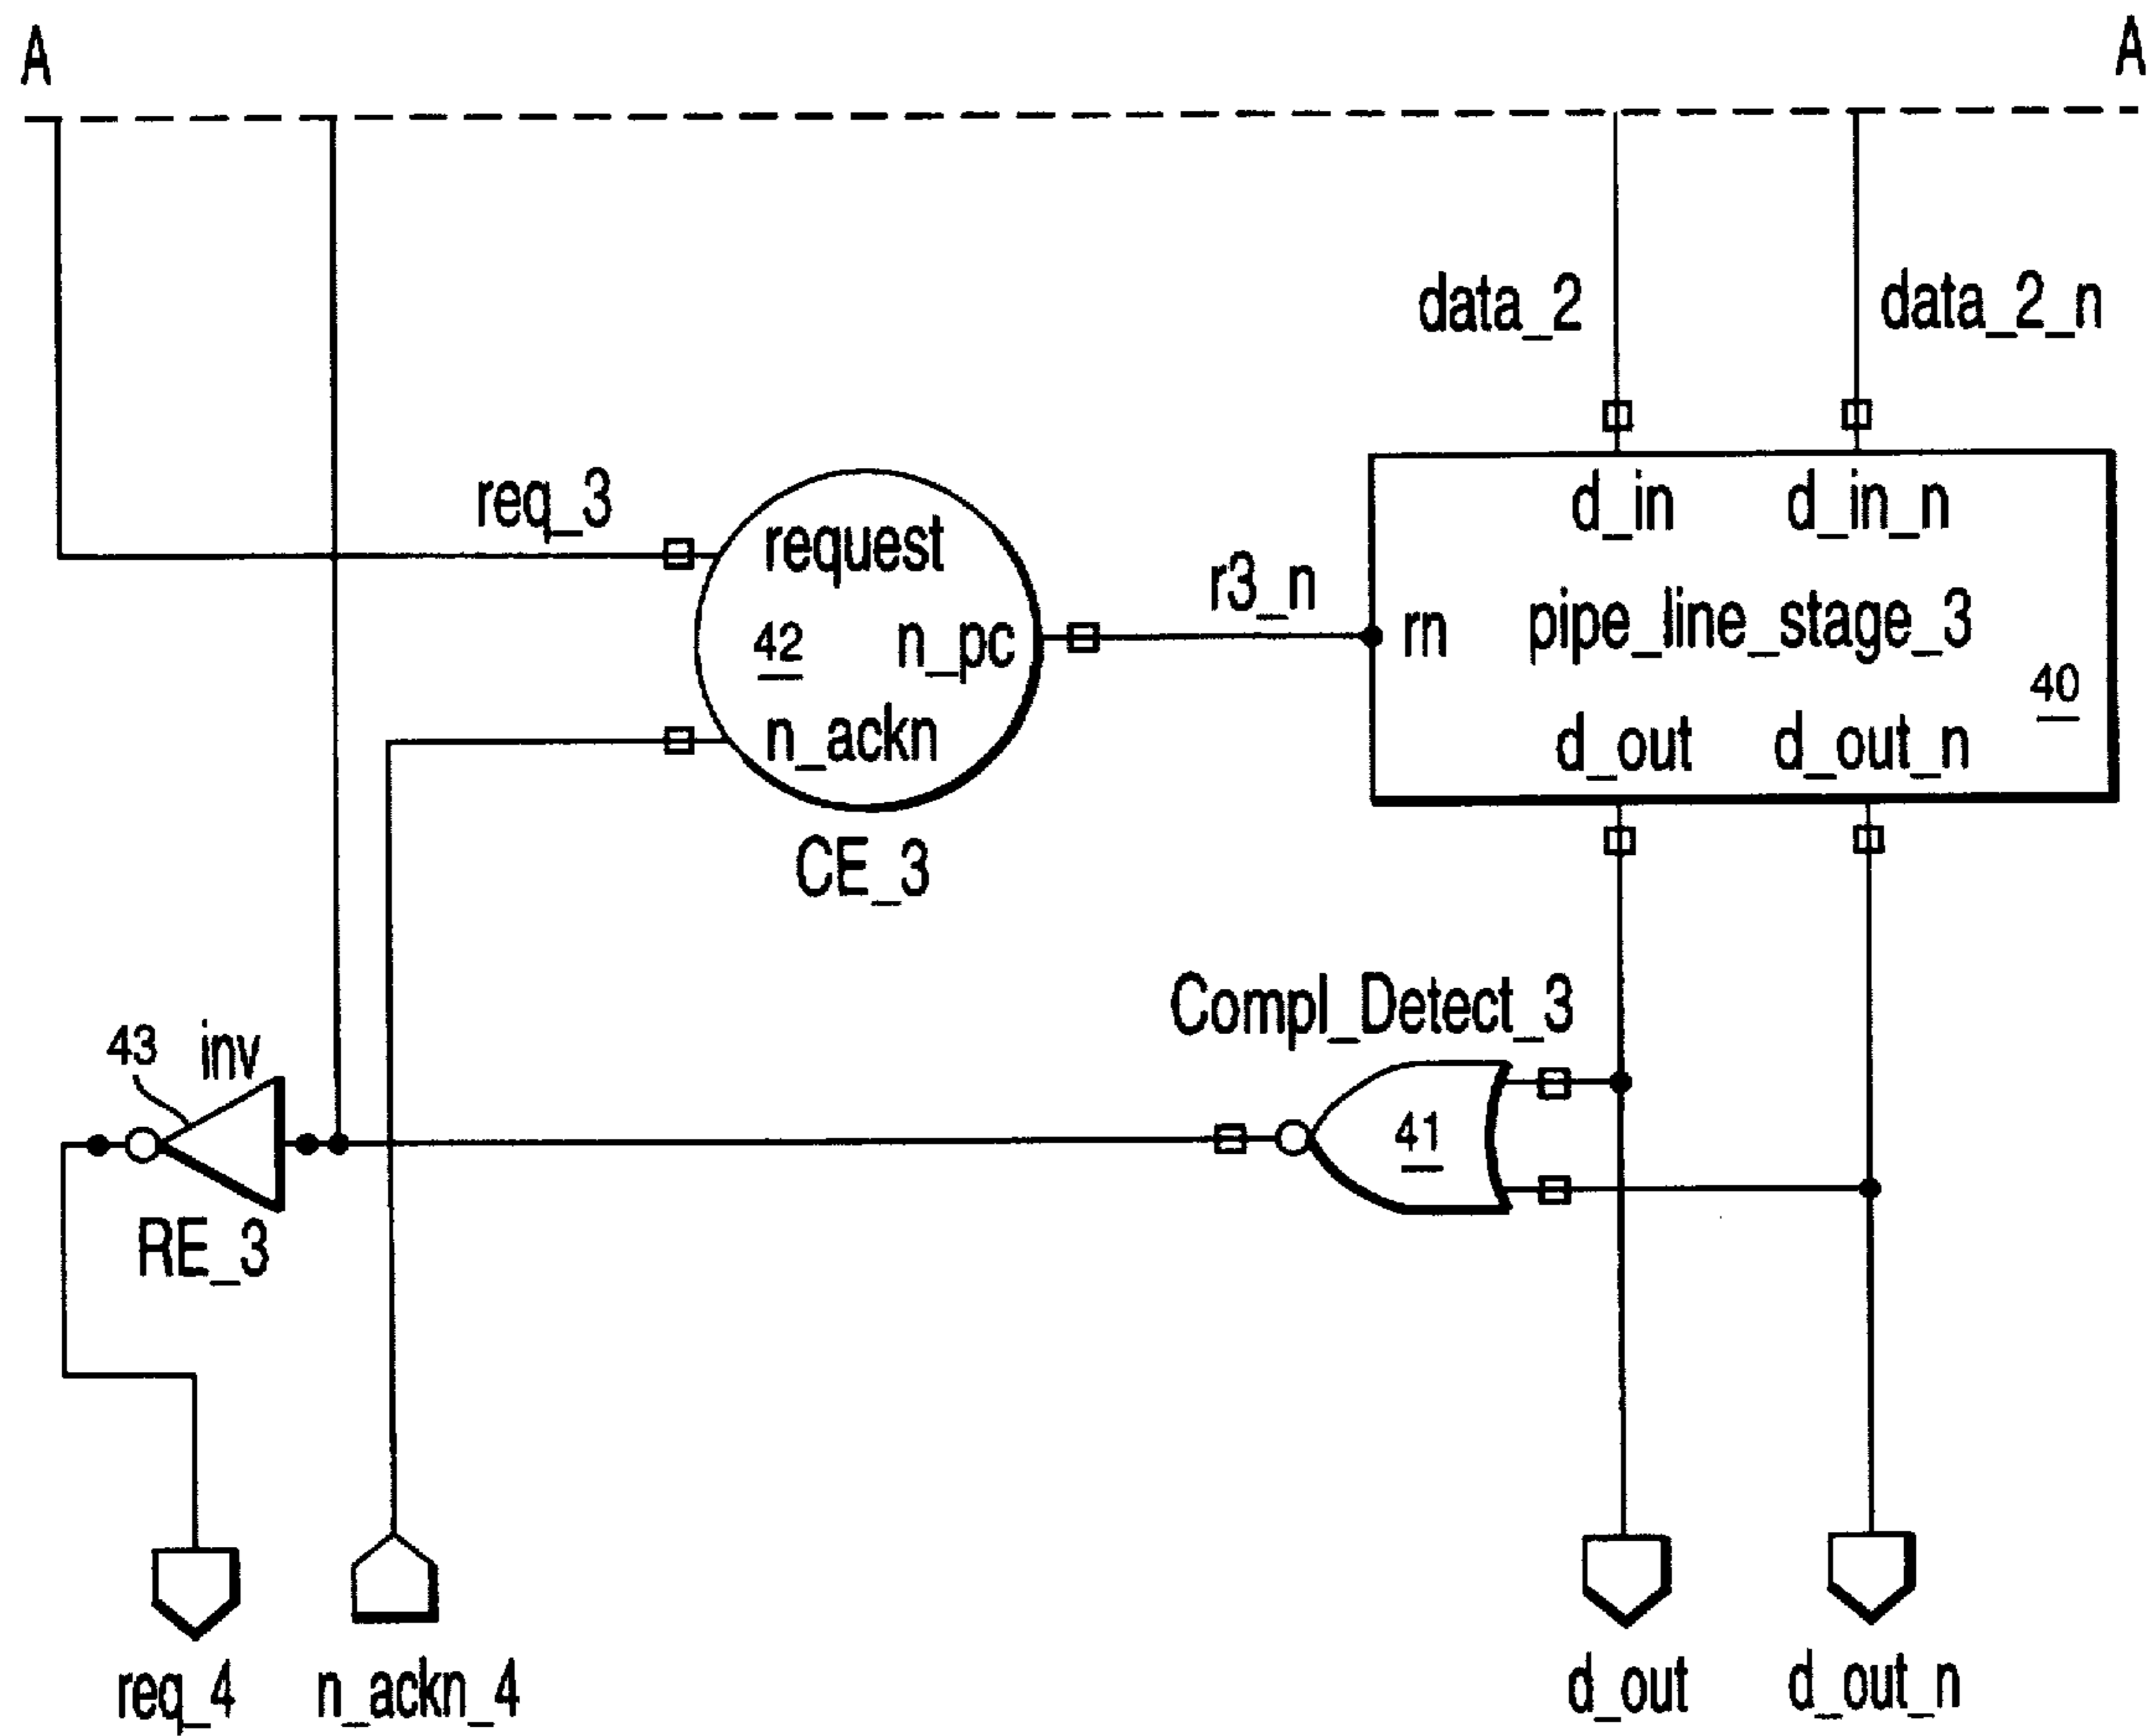 A A
data_2 data_2_n
req_3
request
42
n_pc
n_ackn
CE_3
r3_n
d_in d_in_n
rn pipe_line_stage_3
40
d_out d_out_n
Compl_Detect_3
41
43 inv
RE_3
req_4 n_ackn_4 d_out d_out_n